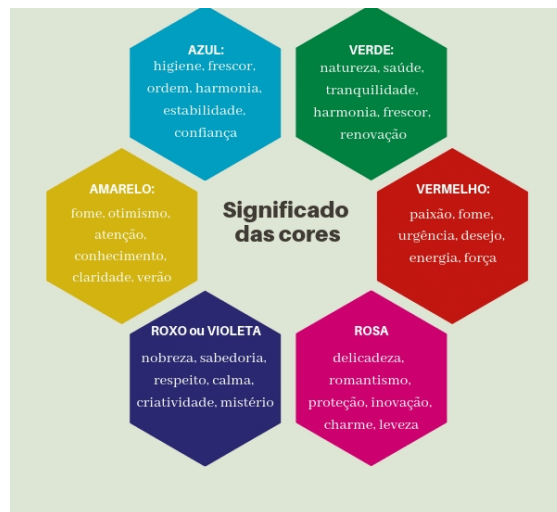 AZUL:
higiene, frescor,
ordem, harmonia,
estabilidade,
confiança
VERDE:
natureza, saúde,
tranquilidade,
harmonia, frescor,
renovação
AMARELO:
fome, otimismo,
atenção,
conhecimento,
claridade, verão
Significado
das cores
VERMELHO:
paixão, fome,
urgência, desejo,
energia, força
ROXO ou VIOLETA
nobreza, sabedoria,
respeito, calma,
criatividade, mistério
ROSA
delicadeza,
romantismo,
proteção, inovação,
charme, leveza